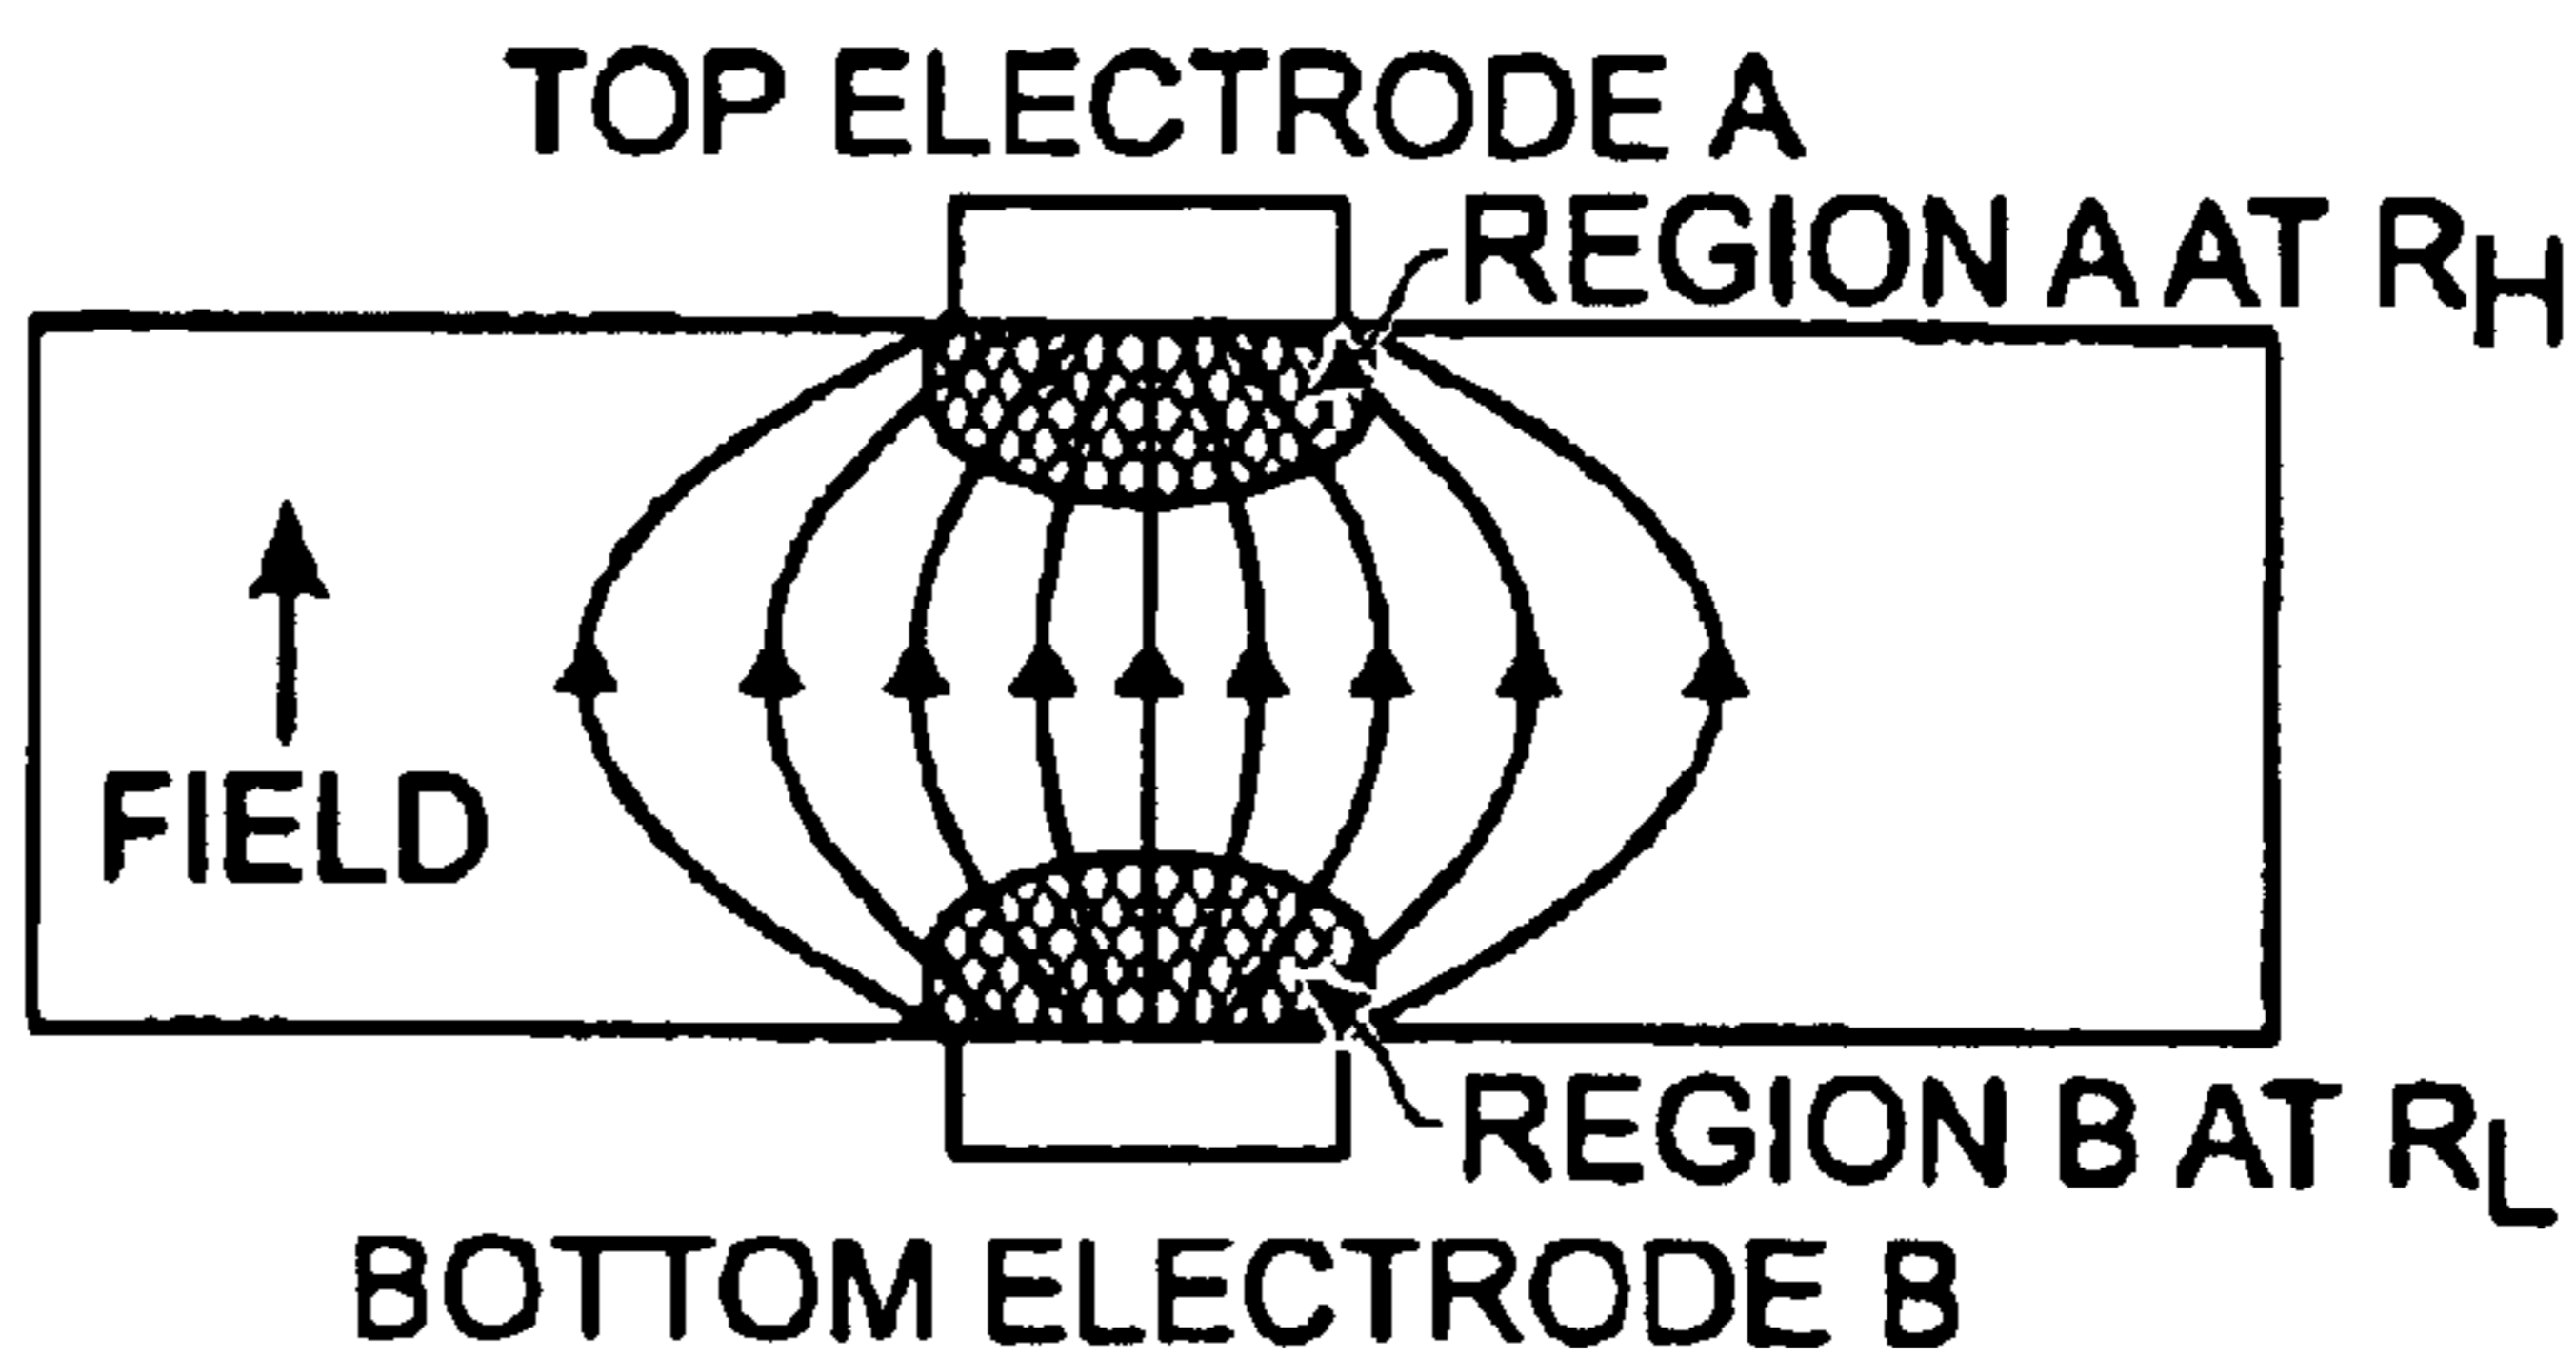 TOP ELECTRODE A
REGION A AT RH
FIELD
REGION B AT RL
BOTTOM ELECTRODE B